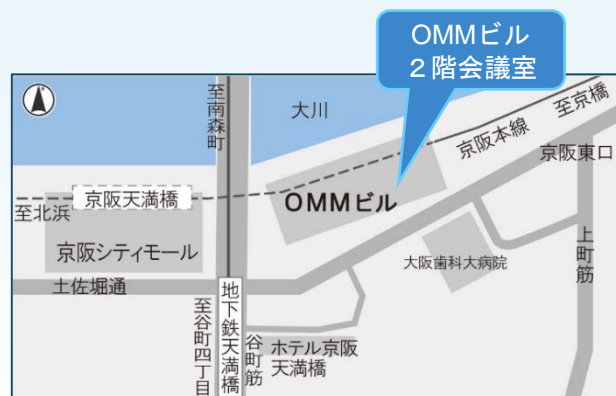 OMMビル
２階会議室
至南森町
大川
至京橋
京阪本線
京阪東口
京阪天満橋
至北浜
OMMビル
京阪シティモール
上町筋
大阪歯科大病院
土佐堀通
地下鉄天満橋
至谷町四丁目
谷町筋
ホテル京阪
天満橋